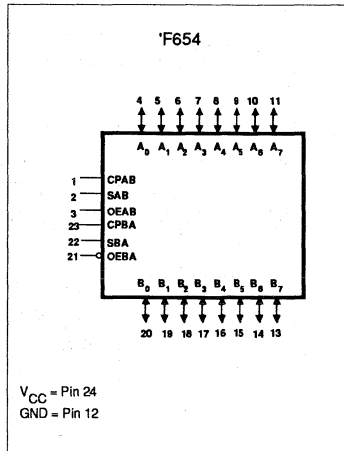 'F654
4 5 6 7 8 9 10 11
A0 A1 A2 A3 A4 A5 A6 A7
1 CPAB
2 SAB
3 OEAB
23 CPBA
22 SBA
21 OEBA
B0 B1 B2 B3 B4 B5 B6 B7
20 19 18 17 16 15 14 13
VCC = Pin 24
GND = Pin 12